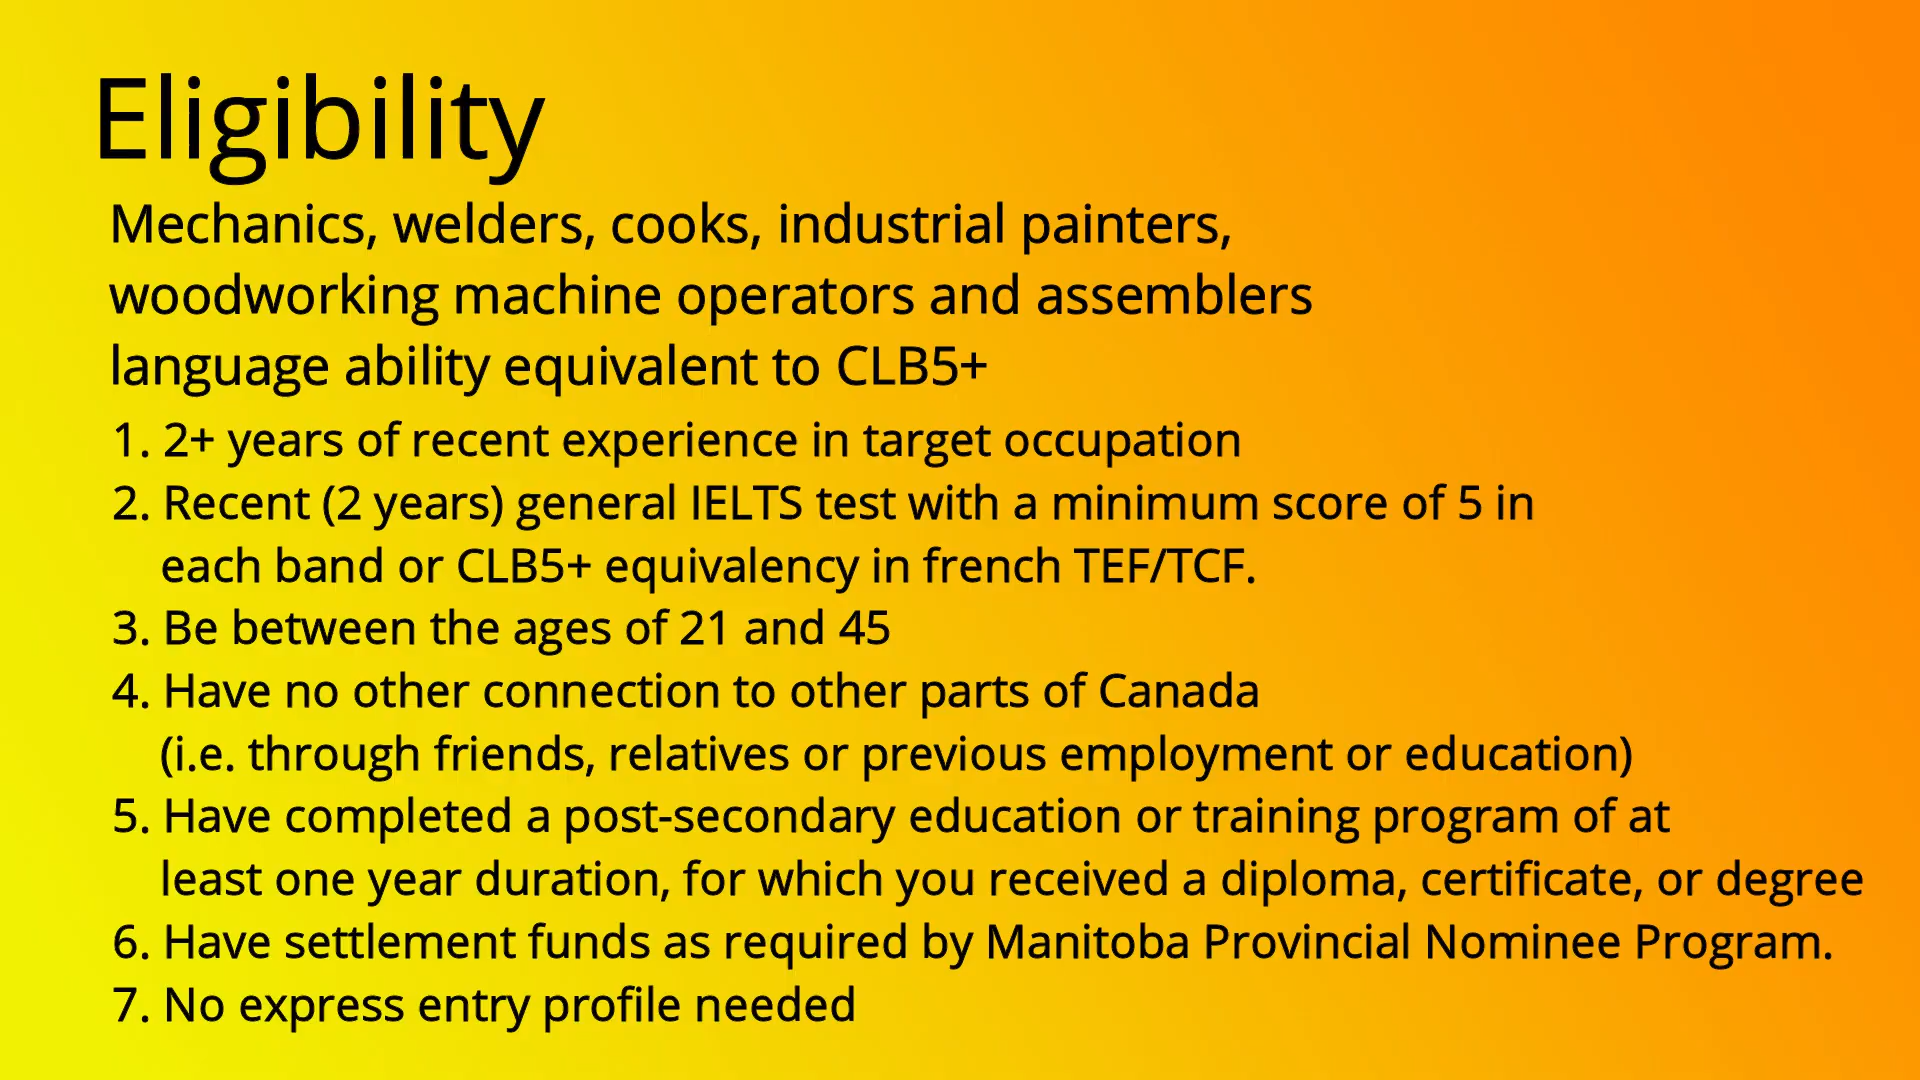 Eligibility
Mechanics, welders, cooks, industrial painters,
woodworking machine operators and assemblers
language ability equivalent to CLB5+
1. 2+ years of recent experience in target occupation
2. Recent (2 years) general IELTS test with a minimum score of 5 in
each band or CLB5+ equivalency in french TEF/TCF.
3. Be between the ages of 21 and 45
4. Have no other connection to other parts of Canada
(i.e. through friends, relatives or previous employment or education)
5. Have completed a post-secondary education or training program of at
least one year duration, for which you received a diploma, certificate, or degree
6. Have settlement funds as required by Manitoba Provincial Nominee Program.
7. No express entry profile needed